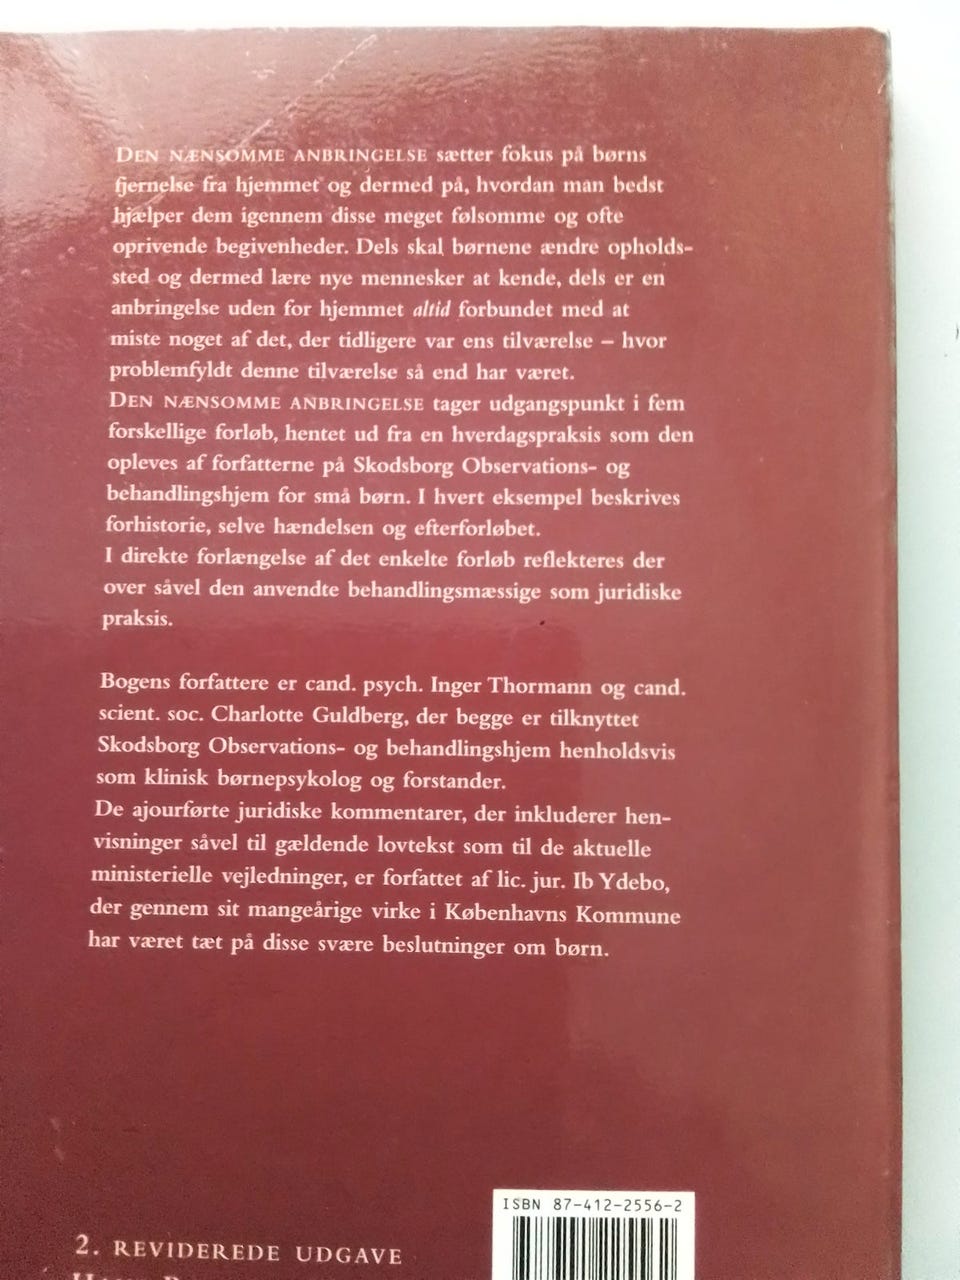 DEN NÆNSOMME ANBRINGELSE sætter fokus på børns
fjernelse fra hjemmet og dermed på, hvordan man bedst
hjælper dem igennem disse meget følsomme og ofte
oprivende begivenheder. Dels skal børnene ændre opholds-
sted og dermed lære nye mennesker at kende, dels er en
anbringelse uden for hjemmet altid forbundet med at
miste noget af det, der tidligere var ens tilværelse – hvor
problemfyldt denne tilværelse så end har været.
DEN NÆNSOMME ANBRINGELSE tager udgangspunkt i fem
forskellige forløb, hentet ud fra en hverdagspraksis som den
opleves af forfatterne på Skodsborg Observations- og
behandlingshjem for små børn. I hvert eksempel beskrives
forhistorie, selve hændelsen og efterforløbet.
I direkte forlængelse af det enkelte forløb reflekteres der
over såvel den anvendte behandlingsmæssige som juridiske
praksis.
Bogens forfattere er cand. psych. Inger Thormann og cand.
scient. soc. Charlotte Guldberg, der begge er tilknyttet
Skodsborg Observations- og behandlingshjem henholdsvis
som klinisk børnepsykolog og forstander.
De ajourførte juridiske kommentarer, der inkluderer hen-
visninger såvel til gældende lovtekst som til de aktuelle
ministerielle vejledninger, er forfattet af lic. jur. Ib Ydebo,
der gennem sit mangeårige virke i Københavns Kommune
har været tæt på disse svære beslutninger om børn.
ISBN 87-412-2556-2
2. REVIDEREDE UDGAVE